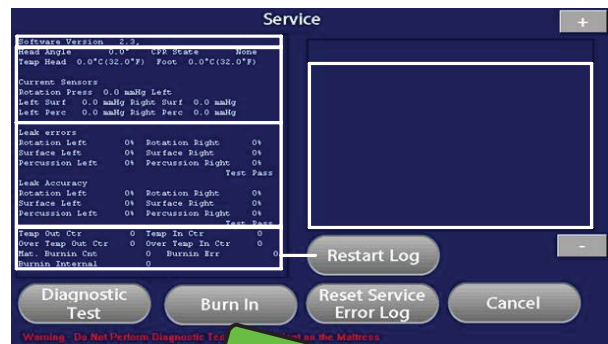 Service
+
Software Version 2.3,
Head Angle 0.0° CPR State None
Temp Head 0.0°C(32.0°F) Foot 0.0°C(32.0°F)
Current Sensors
Rotation Press 0.0 mmHg Left
Left Surf 0.0 mmHg Right Surf 0.0 mmHg
Left Perc 0.0 mmHg Right Perc 0.0 mmHg
Leak errors
Rotation Left 0% Rotation Right 0%
Surface Left 0% Surface Right 0%
Percussion Left 0% Percussion Right 0%
Test Pass
Leak Accuracy
Rotation Left 0% Rotation Right 0%
Surface Left 0% Surface Right 0%
Percussion Left 0% Percussion Right 0%
Test Pass
Temp Out Ctr 0 Temp In Ctr 0
Over Temp Out Ctr 0 Over Temp In Ctr 0
Mat. Burnin Cnt 0 Burnin Err 0
Burnin Internal 0
-
Restart Log
Diagnostic
Test
Burn In
Reset Service
Error Log
Cancel
Warning - Do Not Perform Diagnostic on the Mattress